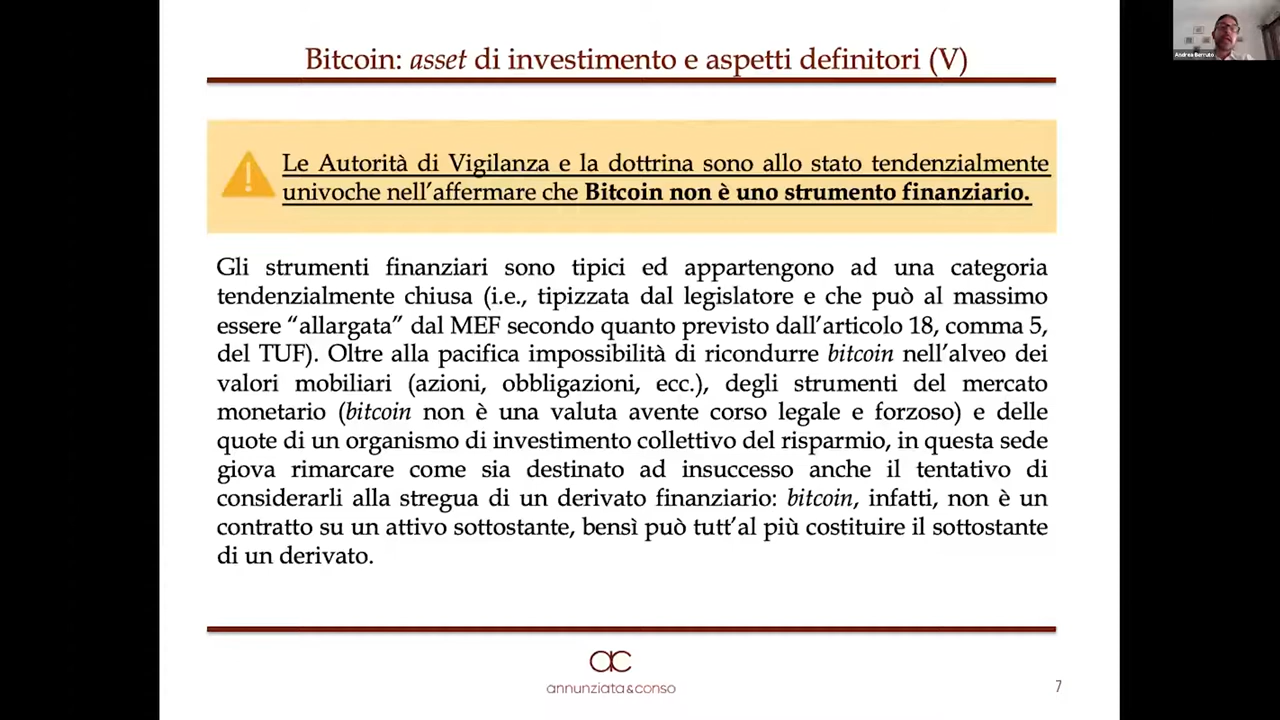 Bitcoin: asset di investimento e aspetti definitori (V)
Andrea Berruto
Le Autorità di Vigilanza e la dottrina sono allo stato tendenzialmente
univoche nell'affermare che Bitcoin non è uno strumento finanziario.
Gli strumenti finanziari sono tipici ed appartengono ad una categoria
tendenzialmente chiusa (i.e., tipizzata dal legislatore e che può al massimo
essere “allargata” dal MEF secondo quanto previsto dall'articolo 18, comma 5,
del TUF). Oltre alla pacifica impossibilità di ricondurre bitcoin nell'alveo dei
valori mobiliari (azioni, obbligazioni, ecc.), degli strumenti del mercato
monetario (bitcoin non è una valuta avente corso legale e forzoso) e delle
quote di un organismo di investimento collettivo del risparmio, in questa sede
giova rimarcare come sia destinato ad insuccesso anche il tentativo di
considerarli alla stregua di un derivato finanziario: bitcoin, infatti, non è un
contratto su un attivo sottostante, bensì può tutt'al più costituire il sottostante
di un derivato.
ac
annunziata&conso
7